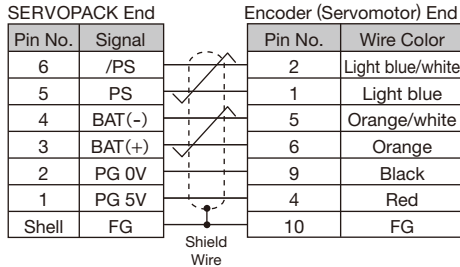 SERVOPACK End Encoder (Servomotor) End
Pin No. Signal Pin No. Wire Color
6 /PS 2 Light blue/white
5 PS 1 Light blue
4 BAT(-) 5 Orange/white
3 BAT(+) 6 Orange
2 PG 0V 9 Black
1 PG 5V 4 Red
Shell FG 10 FG
Shield
Wire